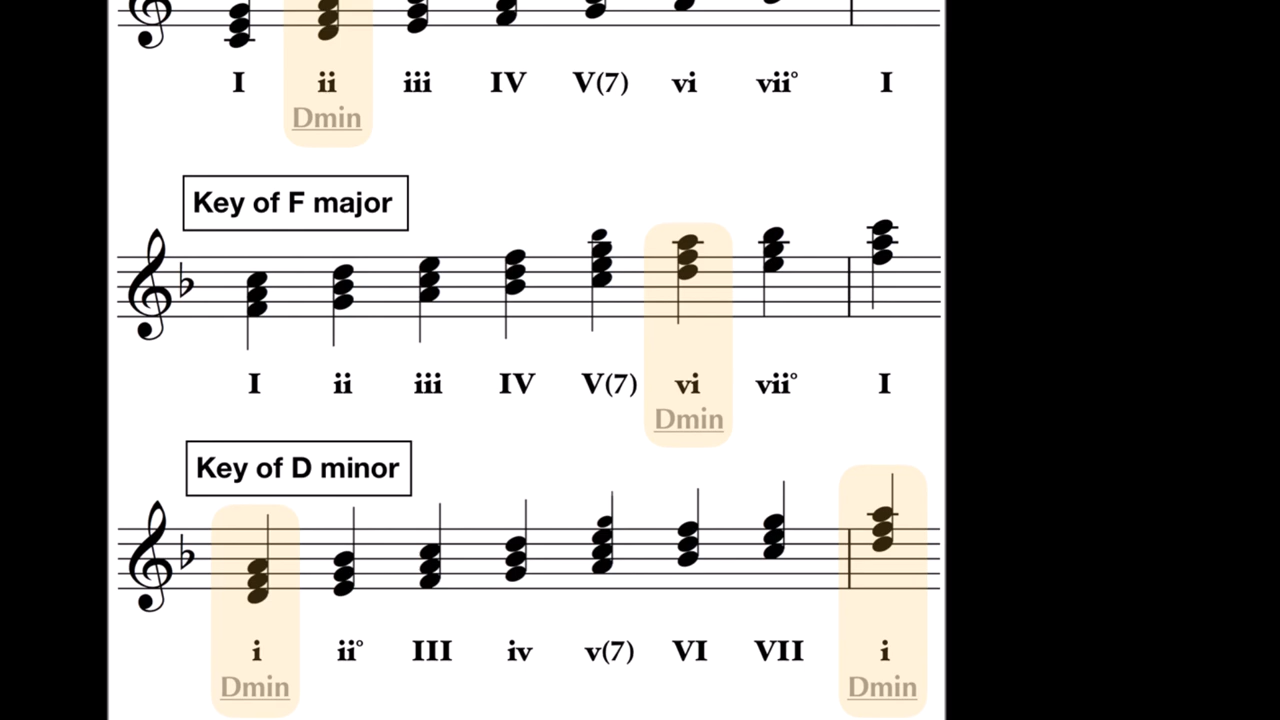 I ii iii IV V(7) vi vii° I
Dmin
Key of F major
I ii iii IV V(7) vi vii° I
Dmin
Key of D minor
i ii° III iv v(7) VI VII i
Dmin Dmin